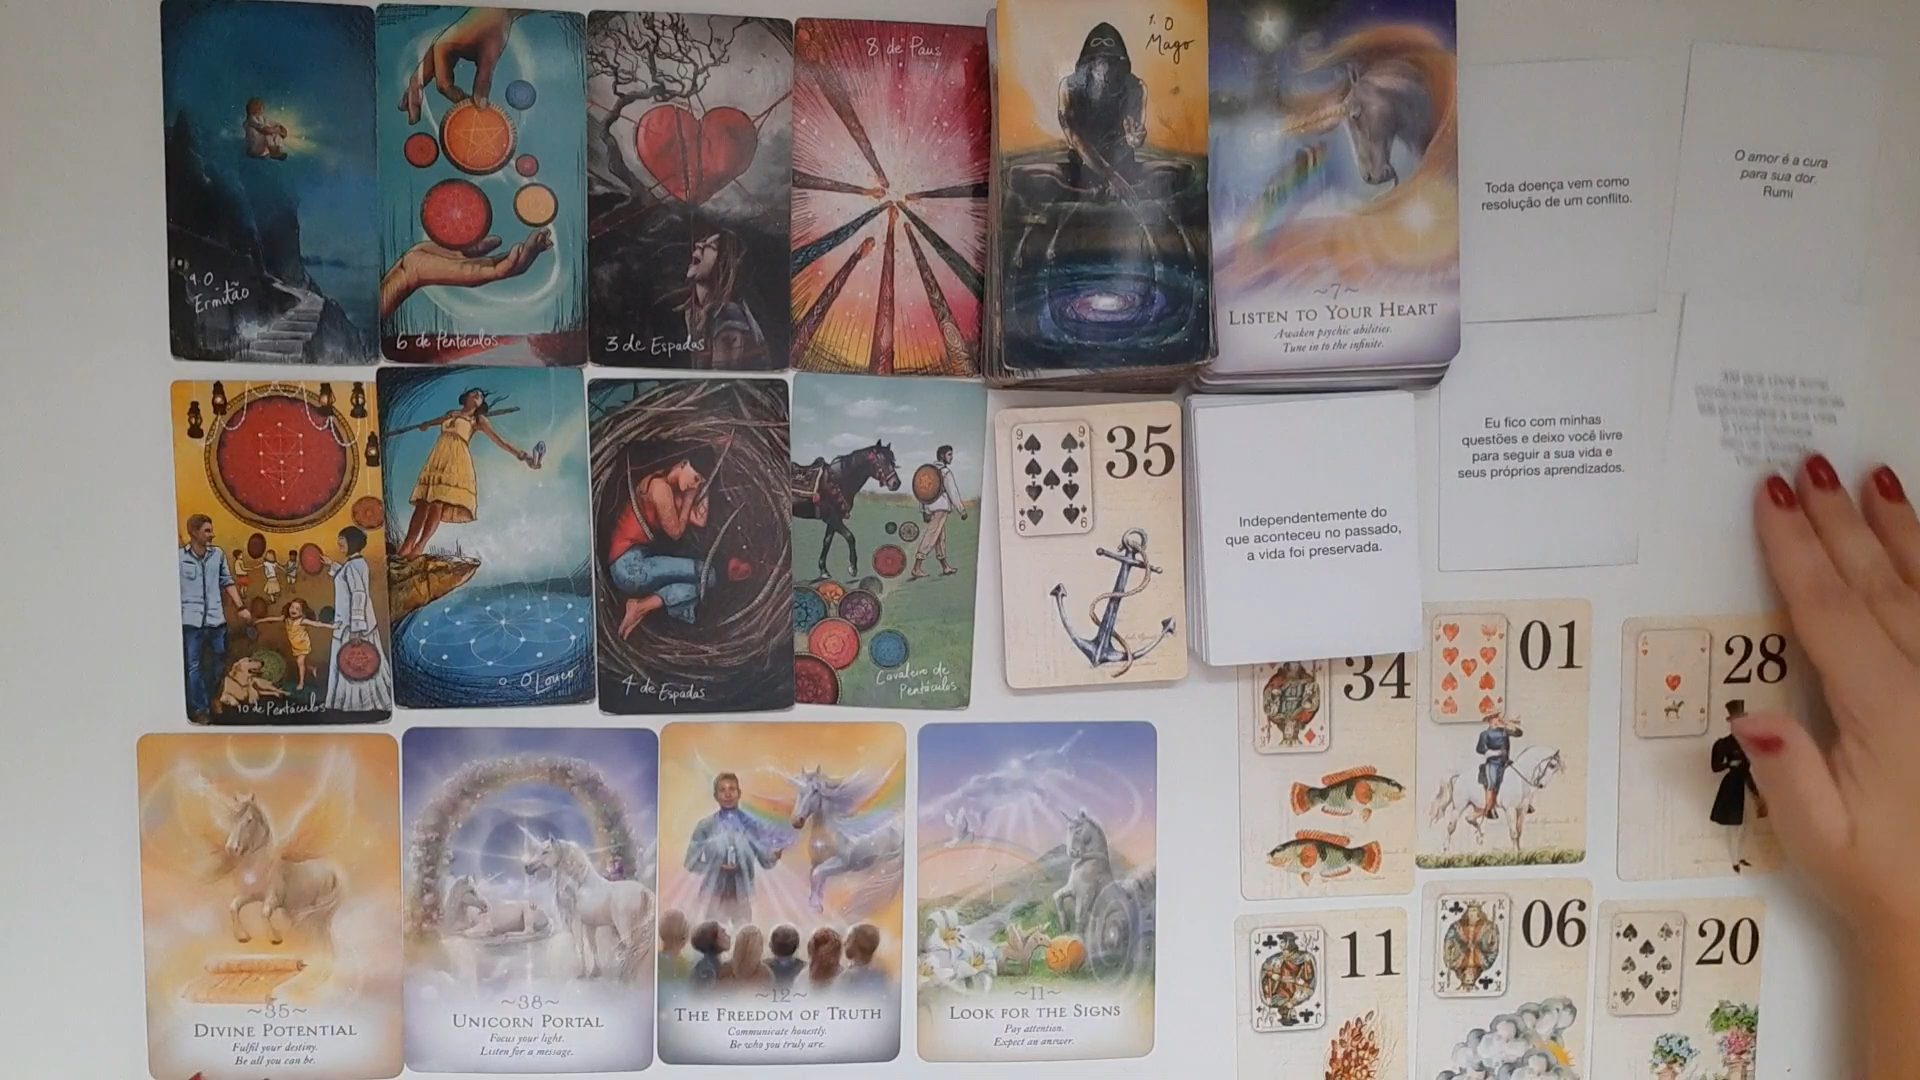 9. O
Ermitão
6 de Pentáculos
3 de Espadas
8 de Paus
1. O
Mago
~7~
LISTEN TO YOUR HEART
Awaken psychic abilities.
Tune in to the infinite.
Toda doença vem como
resolução de um conflito.
O amor é a cura
para sua dor.
Rumi
10 de Pentáculos
0. O Louco
4 de Espadas
Cavaleiro de
Pentáculos
9
9
6
6
35
Independentemente do
que aconteceu no passado,
a vida foi preservada.
Eu fico com minhas
questões e deixo você livre
para seguir a sua vida e
seus próprios aprendizados.
34
01
28
~35~
DIVINE POTENTIAL
Fulfil your destiny.
Be all you can be.
~38~
UNICORN PORTAL
Focus your light.
Listen for a message.
~12~
THE FREEDOM OF TRUTH
Communicate honestly.
Be who you truly are.
33
~11~
LOOK FOR THE SIGNS
Pay attention.
Expect an answer.
J
11
K
K
06
20